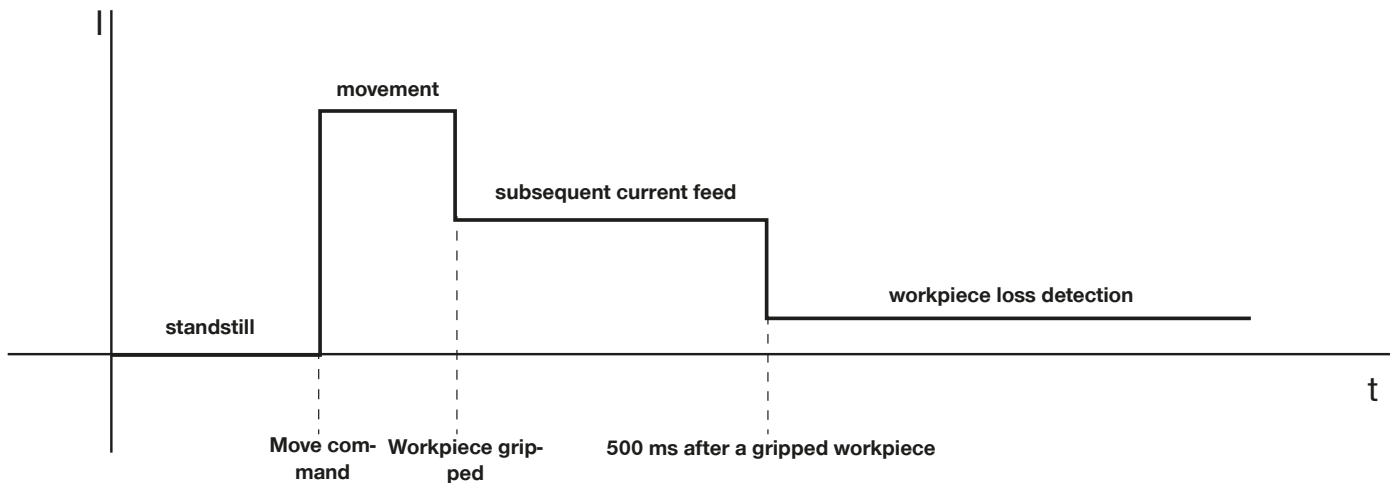 I
movement
subsequent current feed
workpiece loss detection
standstill
t
Move com-
mand
Workpiece grip-
ped
500 ms after a gripped workpiece